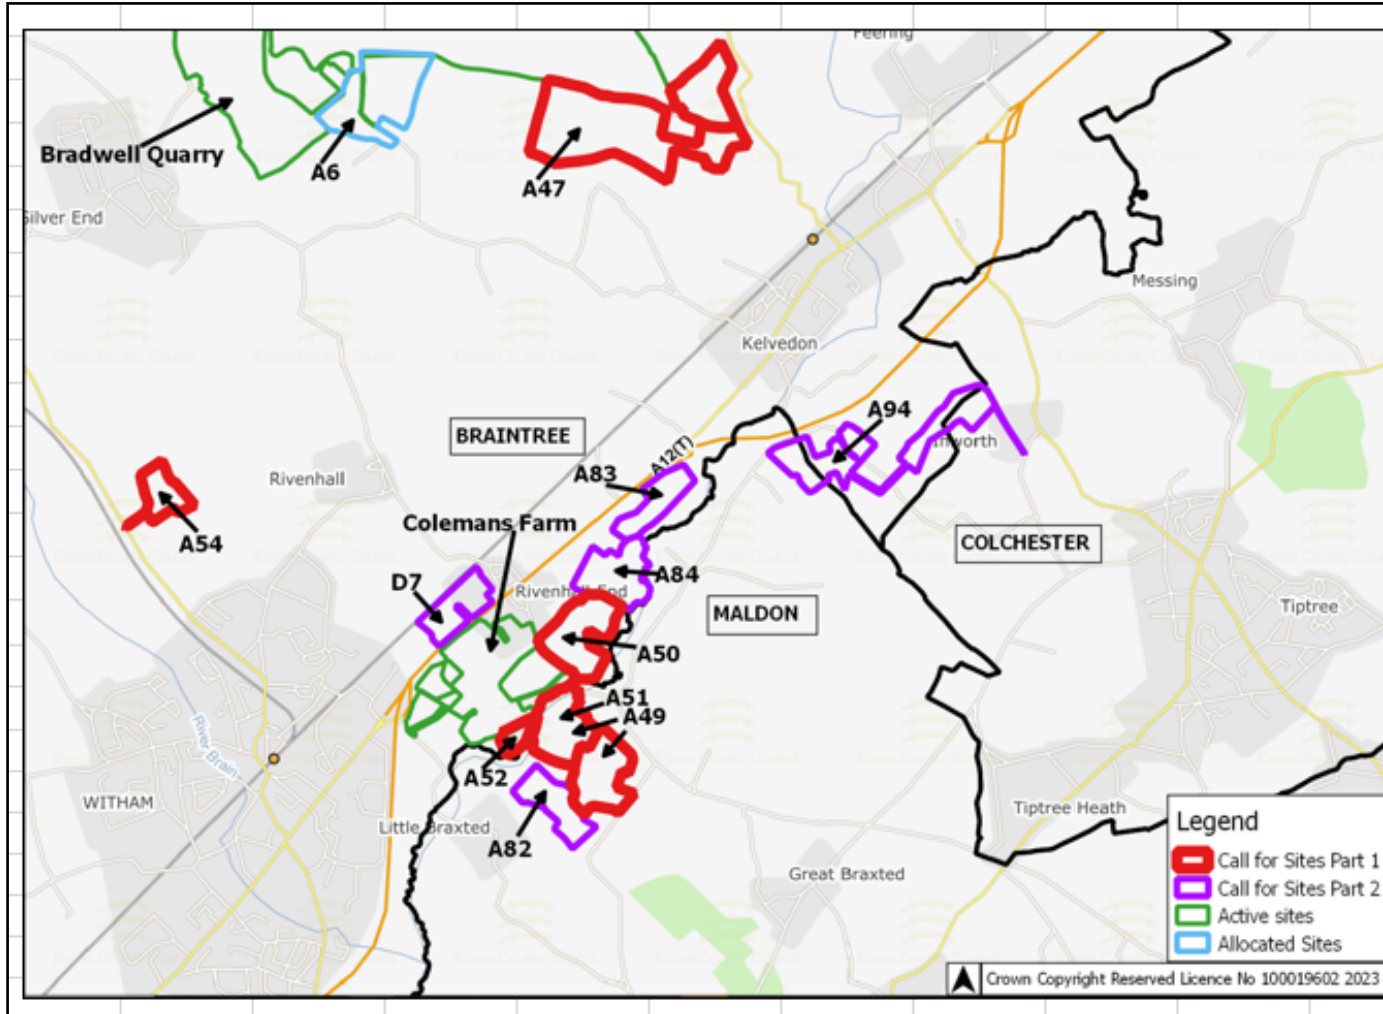 Feering
Bradwell Quarry
A6
A47
Silver End
Messing
Kelvedon
A94
BRAINTREE
Inworth
A12(T)
A83
Rivenhall
Colemans Farm
A54
COLCHESTER
D7
Rivenhall End
A84
MALDON
Tiptree
A50
A51
A49
River Brain
A52
WITHAM
Tiptree Heath
Little Braxted
A82
Great Braxted
Legend
Call for Sites Part 1
Call for Sites Part 2
Active sites
Allocated Sites
Crown Copyright Reserved Licence No 100019602 2023